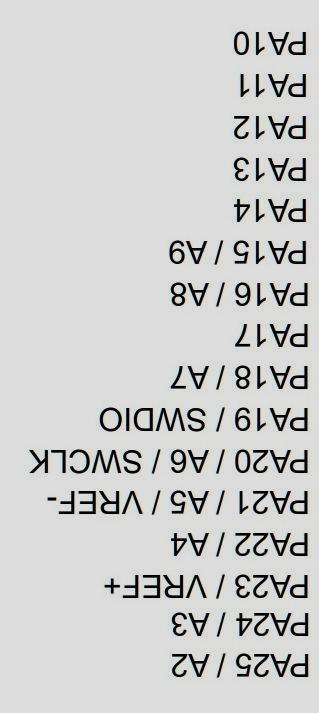 PA25 / A2
PA24 / A3
PA23 / VREF+
PA22 / A4
PA21 / A5 / VREF-
PA20 / A6 / SWCLK
PA19 / SWDIO
PA18 / A7
PA17
PA16 / A8
PA15 / A9
PA14
PA13
PA12
PA11
PA10